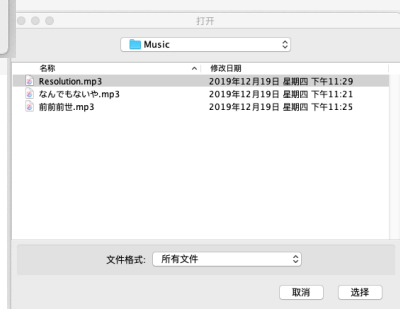 打开
Music
名称 修改日期
Resolution.mp3 2019年12月19日 星期四 下午11:29
なんでもないや.mp3 2019年12月19日 星期四 下午11:21
前前前世.mp3 2019年12月19日 星期四 下午11:25
文件格式: 所有文件
取消 选择